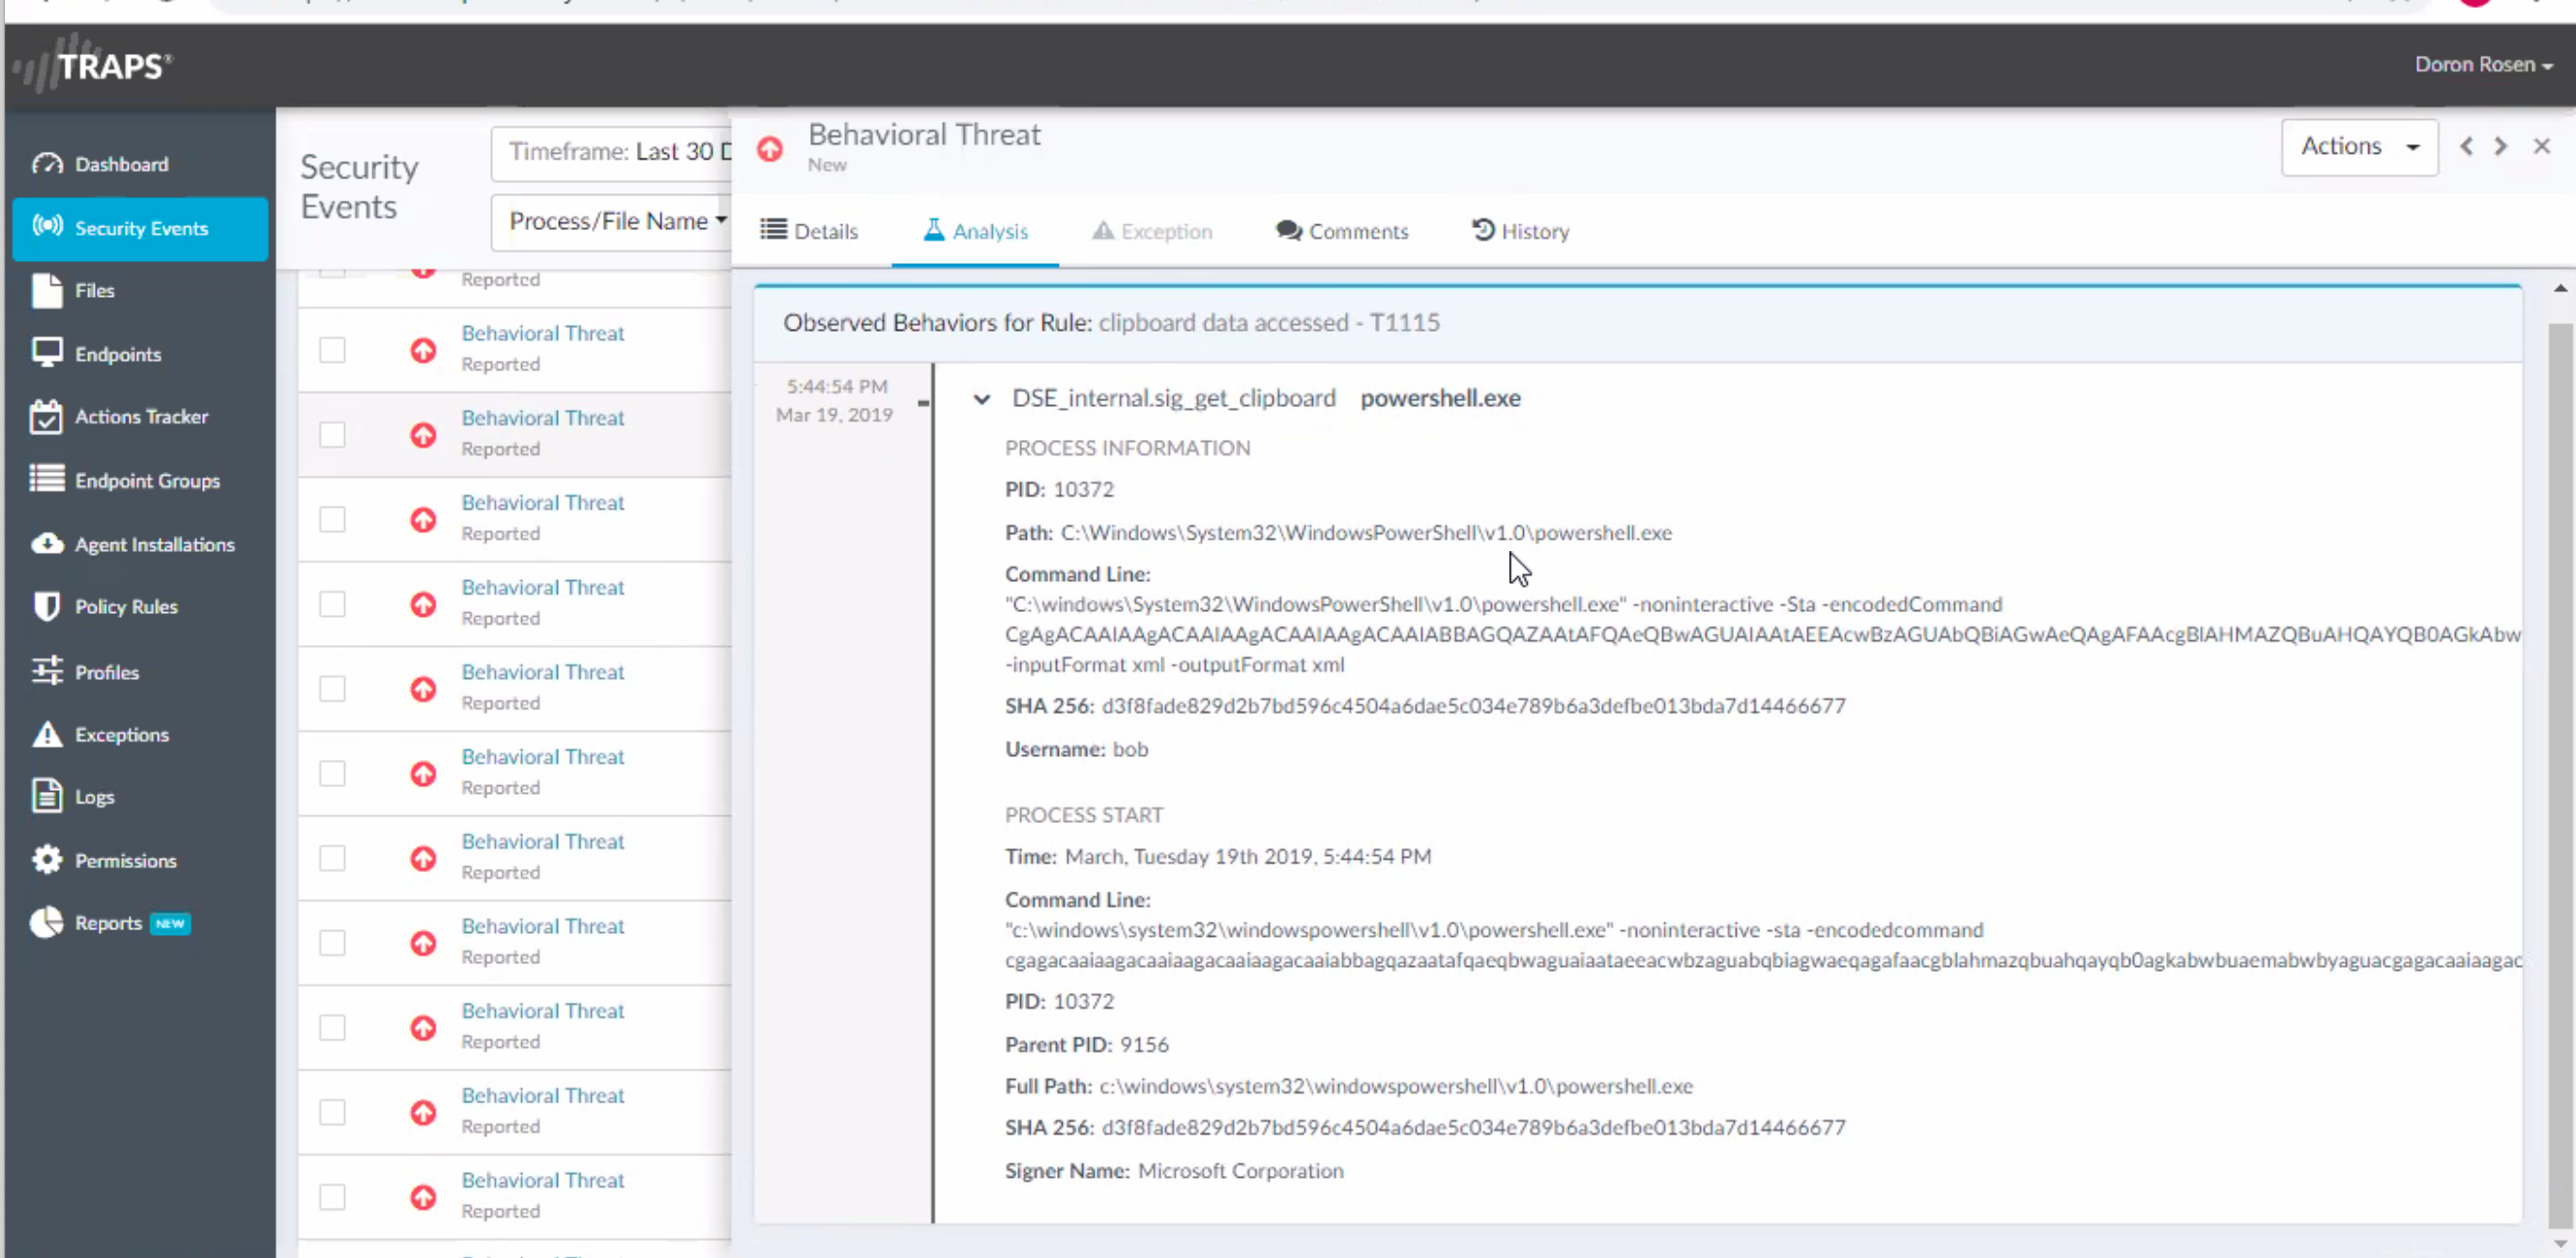 TRAPS
Doron Rosen
Dashboard
Security Events
Files
Endpoints
Actions Tracker
Endpoint Groups
Agent Installations
Policy Rules
Profiles
Exceptions
Logs
Permissions
Reports NEW
Security
Events
Timeframe: Last 30
Process/File Name
Reported
Behavioral Threat
Reported
Behavioral Threat
Reported
Behavioral Threat
Reported
Behavioral Threat
Reported
Behavioral Threat
Reported
Behavioral Threat
Reported
Behavioral Threat
Reported
Behavioral Threat
Reported
Behavioral Threat
Reported
Behavioral Threat
Reported
Behavioral Threat
Reported
Behavioral Threat
New
Actions
Details
Analysis
Exception
Comments
History
Observed Behaviors for Rule: clipboard data accessed - T1115
5:44:54 PM
Mar 19, 2019
DSE_internal.sig_get_clipboard powershell.exe
PROCESS INFORMATION
PID: 10372
Path: C:\Windows\System32\WindowsPowerShell\v1.0\powershell.exe
Command Line:
"C:\windows\System32\WindowsPowerShell\v1.0\powershell.exe" -noninteractive -Sta -encodedCommand
CgAgACAAIAAgACAAIAAgACAAIAAgACAAIABBAGQAZAAtAFQAeQBwAGUAIAAtAEEAcwBzAGUAbQBiAGwAeQAgAFAAcgBlAHMAZQBuAHQAYQB0AGkAbw
-inputFormat xml -outputFormat xml
SHA 256: d3f8fade829d2b7bd596c4504a6dae5c034e789b6a3defbe013bda7d14466677
Username: bob
PROCESS START
Time: March, Tuesday 19th 2019, 5:44:54 PM
Command Line:
"c:\windows\system32\windowspowershell\v1.0\powershell.exe" -noninteractive -sta -encodedcommand
cgagacaaiaagacaaiaagacaaiaagacaaiabbagqazaatafqaeqbwaguaiaataeeacwbzaguabqbiagwaeqagafaacgblahmazqbuahqayqb0agkabwbuaemabwbyaguacgagacaaiaagac
PID: 10372
Parent PID: 9156
Full Path: c:\windows\system32\windowspowershell\v1.0\powershell.exe
SHA 256: d3f8fade829d2b7bd596c4504a6dae5c034e789b6a3defbe013bda7d14466677
Signer Name: Microsoft Corporation